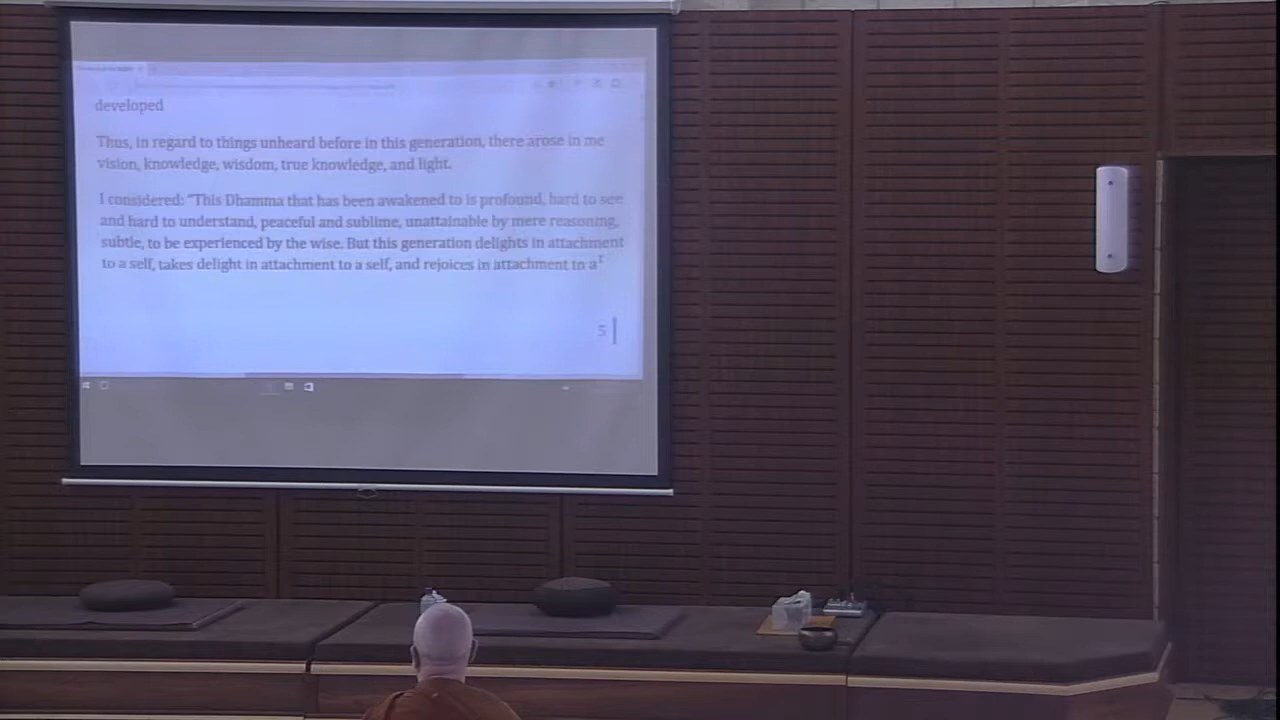 developed
Thus, in regard to things unheard before in this generation, there arose in me
vision, knowledge, wisdom, true knowledge, and light.
I considered: "This Dhamma that has been awakened to is profound, hard to see
and hard to understand, peaceful and sublime, unattainable by mere reasoning,
subtle, to be experienced by the wise. But this generation delights in attachment
to a self, takes delight in attachment to a self, and rejoices in attachment to a
5